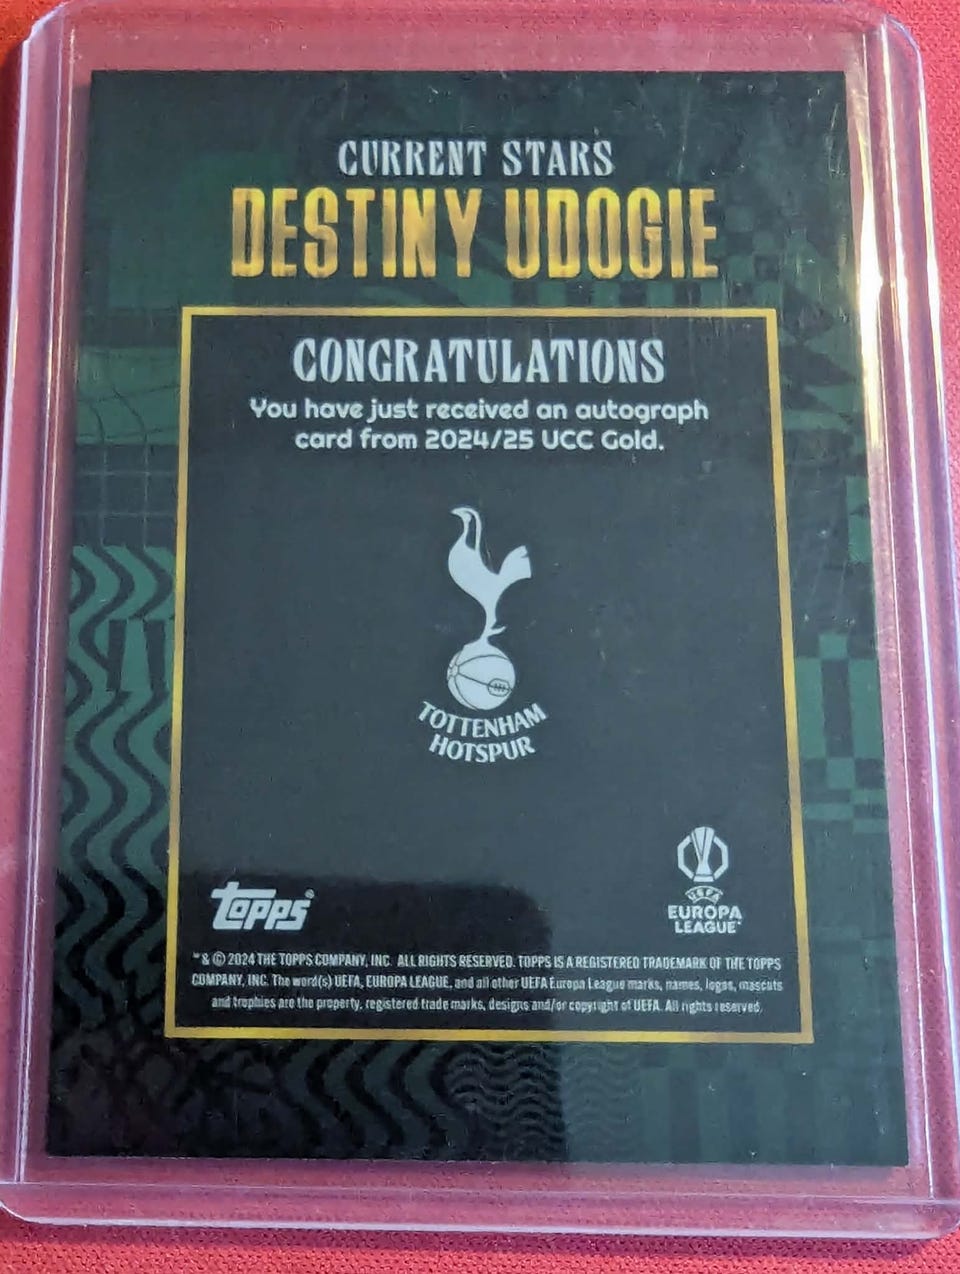 CURRENT STARS
DESTINY UDOGIE
CONGRATULATIONS
You have just received an autograph
card from 2024/25 UCC Gold.
TOTTENHAM
HOTSPUR
Topps®
UEFA
EUROPA
LEAGUE™
™ & © 2024 THE TOPPS COMPANY, INC. ALL RIGHTS RESERVED. TOPPS IS A REGISTERED TRADEMARK OF THE TOPPS
COMPANY, INC. The word(s) UEFA, EUROPA LEAGUE, and all other UEFA Europa League marks, names, logos, mascots
and trophies are the property, registered trade marks, designs and/or copyright of UEFA. All rights reserved.